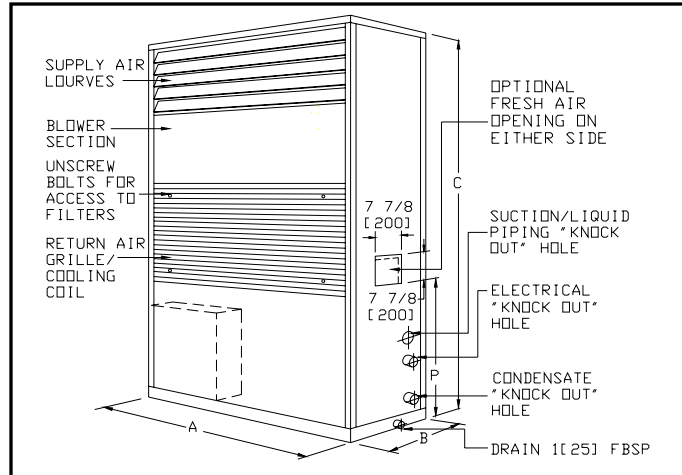 SUPPLY AIR
LOURVES
BLOWER
SECTION
UNSCREW
BOLTS FOR
ACCESS TO
FILTERS
RETURN AIR
GRILLE/
COOLING
COIL
OPTIONAL
FRESH AIR
OPENING ON
EITHER SIDE
C
7 7/8
[200]
SUCTION/LIQUID
PIPING "KNOCK
OUT" HOLE
7 7/8
[200]
ELECTRICAL
"KNOCK OUT"
HOLE
P
CONDENSATE
"KNOCK OUT"
HOLE
A
B
DRAIN 1[25] FBSP